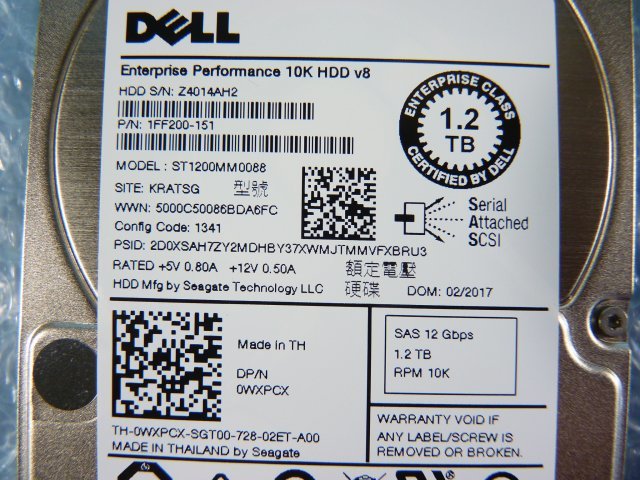 DELL
Enterprise Performance 10K HDD v8
HDD S/N: Z4014AH2
P/N: 1FF200-151
MODEL: ST1200MM0088
SITE: KRATSG 型號
WWN: 5000C50086BDA6FC
Config Code: 1341
PSID: 2D0XSAH7ZY2MDHBY37XWMJTMMVFXBRU3
RATED +5V 0.80A +12V 0.50A 額定電壓
HDD Mfg by Seagate Technology LLC 硬碟 DOM: 02/2017
ENTERPRISE CLASS
1.2
TB
CERTIFIED BY DELL
Serial
Attached
SCSI
Made in TH
DP/N
0WXPCX
TH-0WXPCX-SGT00-728-02ET-A00
MADE IN THAILAND by Seagate
SAS 12 Gbps
1.2 TB
RPM 10K
WARRANTY VOID IF
ANY LABEL/SCREW IS
REMOVED OR BROKEN.